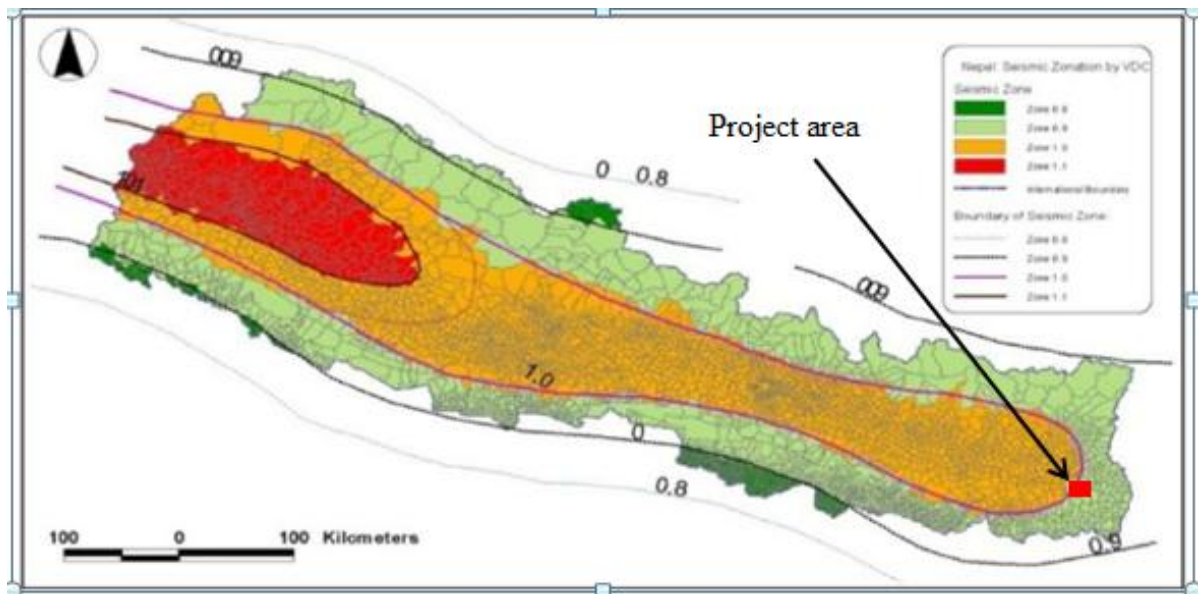 009
Nepal: Seismic Zonation by VDC
Seismic Zone
Zone 0.8
Zone 0.9
Zone 1.0
Zone 1.1
International Boundary
Boundary of Seismic Zone:
Zone 0.8
Zone 0.9
Zone 1.0
Zone 1.1
Project area
0 0.8
009
1.0
0
0.8
0.9
100 0 100 Kilometers